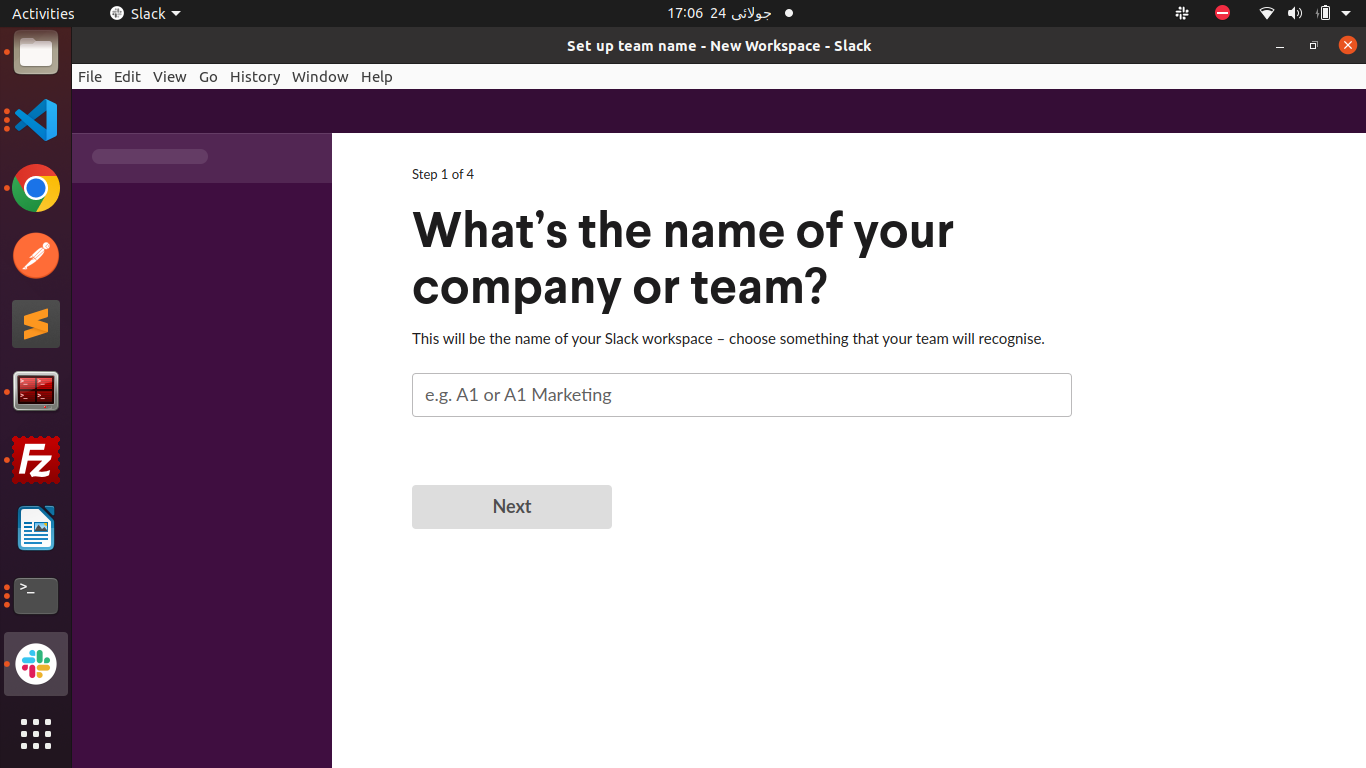 Activities
Slack
17:06 24 جولائی
Set up team name - New Workspace - Slack
File Edit View Go History Window Help
Step 1 of 4
What’s the name of your
company or team?
This will be the name of your Slack workspace – choose something that your team will recognise.
e.g. A1 or A1 Marketing
Next
Fz
>_